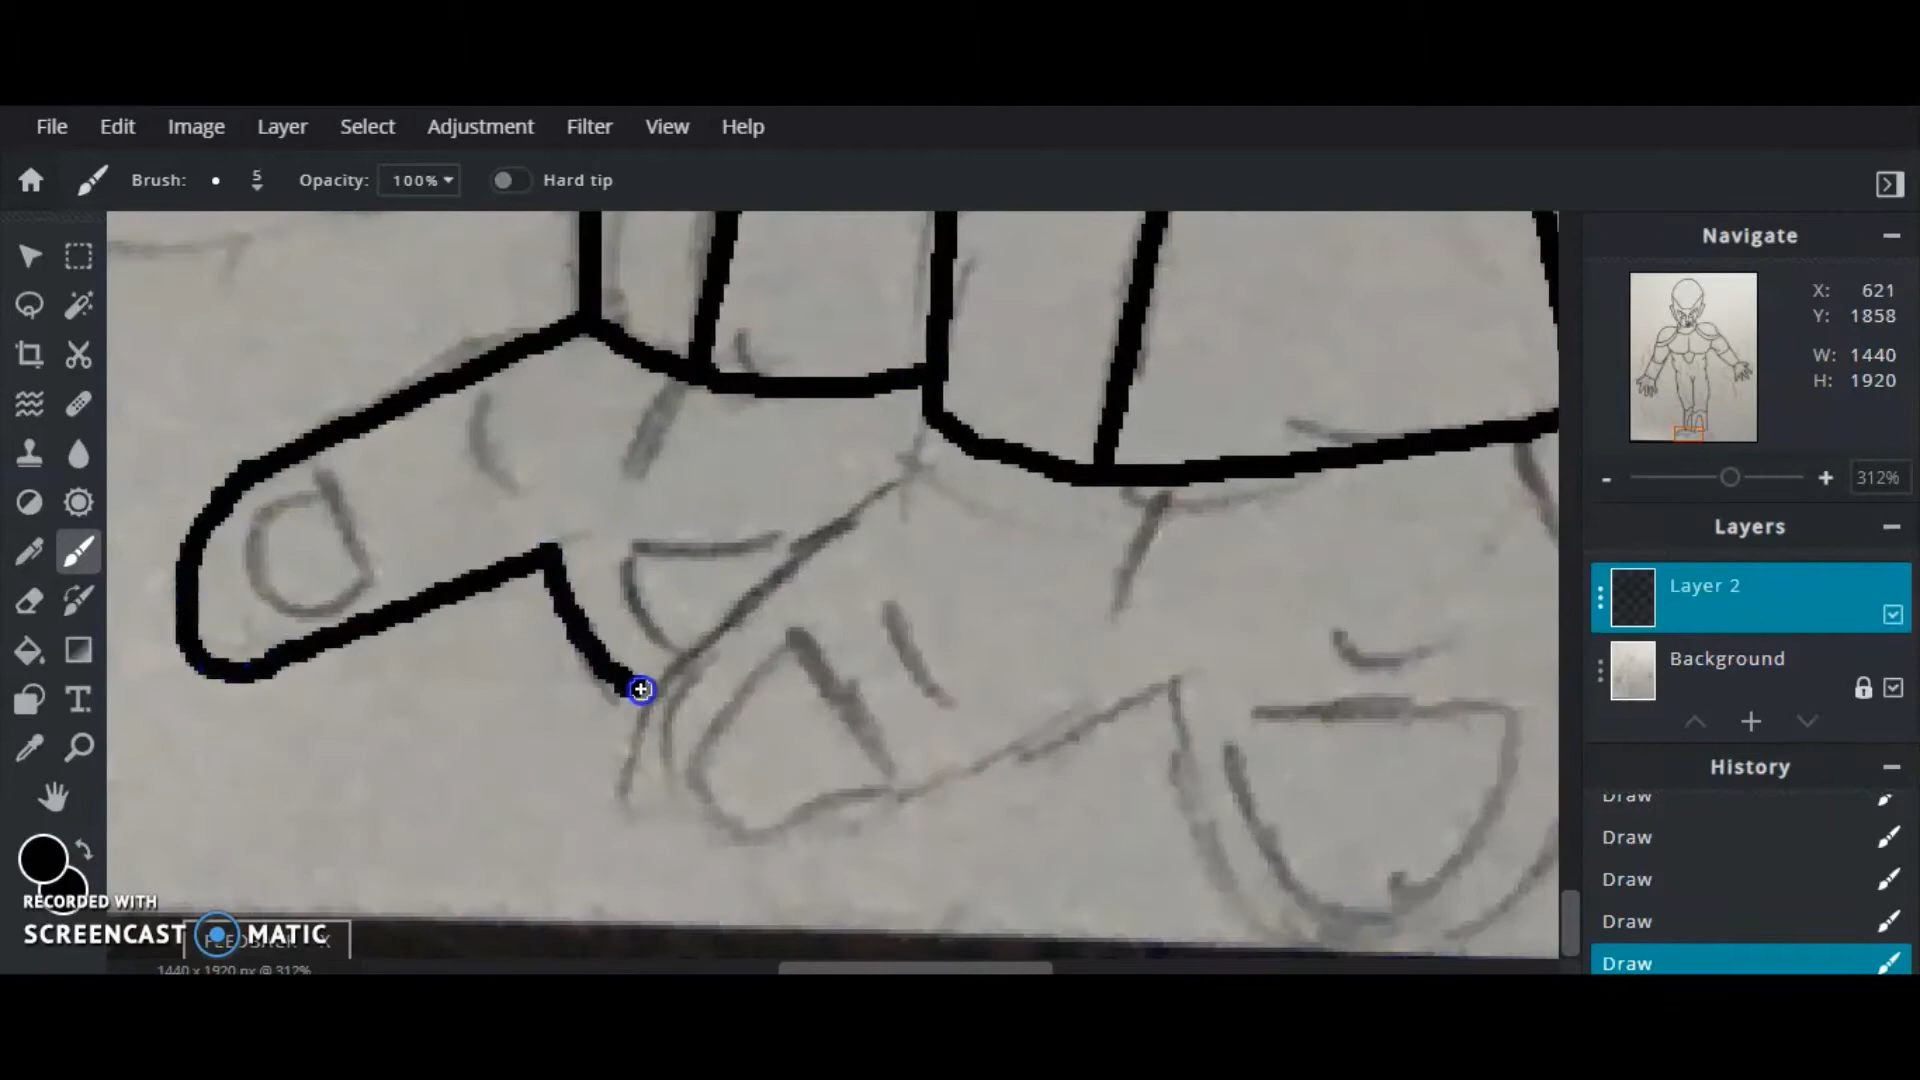 File Edit Image Layer Select Adjustment Filter View Help
Brush: 5 Opacity: 100% Hard tip
Navigate
X: 621
Y: 1858
W: 1440
H: 1920
312%
Layers
Layer 2
Background
History
Draw
Draw
Draw
Draw
Draw
RECORDED WITH
SCREENCAST MATIC
FEEDBACK X
1440 x 1920 px @ 312%